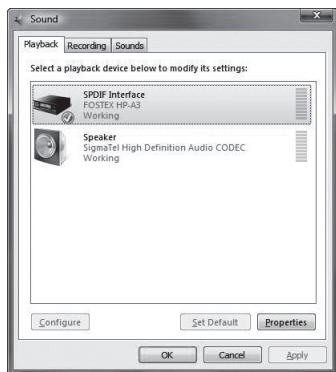 Sound
Playback Recording Sounds
Select a playback device below to modify its settings:
SPDIF Interface
FOSTEX HP-A3
Working
Speaker
SigmaTel High Definition Audio CODEC
Working
Configure Set Default Properties
OK Cancel Apply